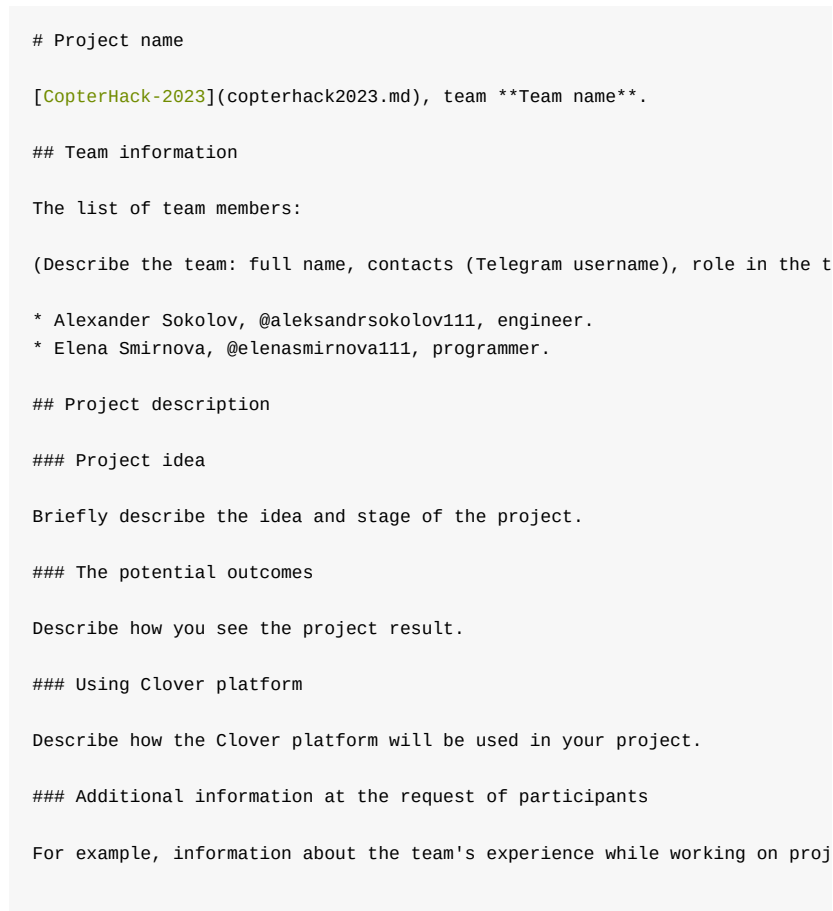 # Project name
[CopterHack-2023](copterhack2023.md), team **Team name**.
## Team information
The list of team members:
(Describe the team: full name, contacts (Telegram username), role in the
* Alexander Sokolov, @aleksandrsokolov111, engineer.
* Elena Smirnova, @elenasmirnova111, programmer.
## Project description
### Project idea
Briefly describe the idea and stage of the project.
### The potential outcomes
Describe how you see the project result.
### Using Clover platform
Describe how the Clover platform will be used in your project.
### Additional information at the request of participants
For example, information about the team's experience while working on